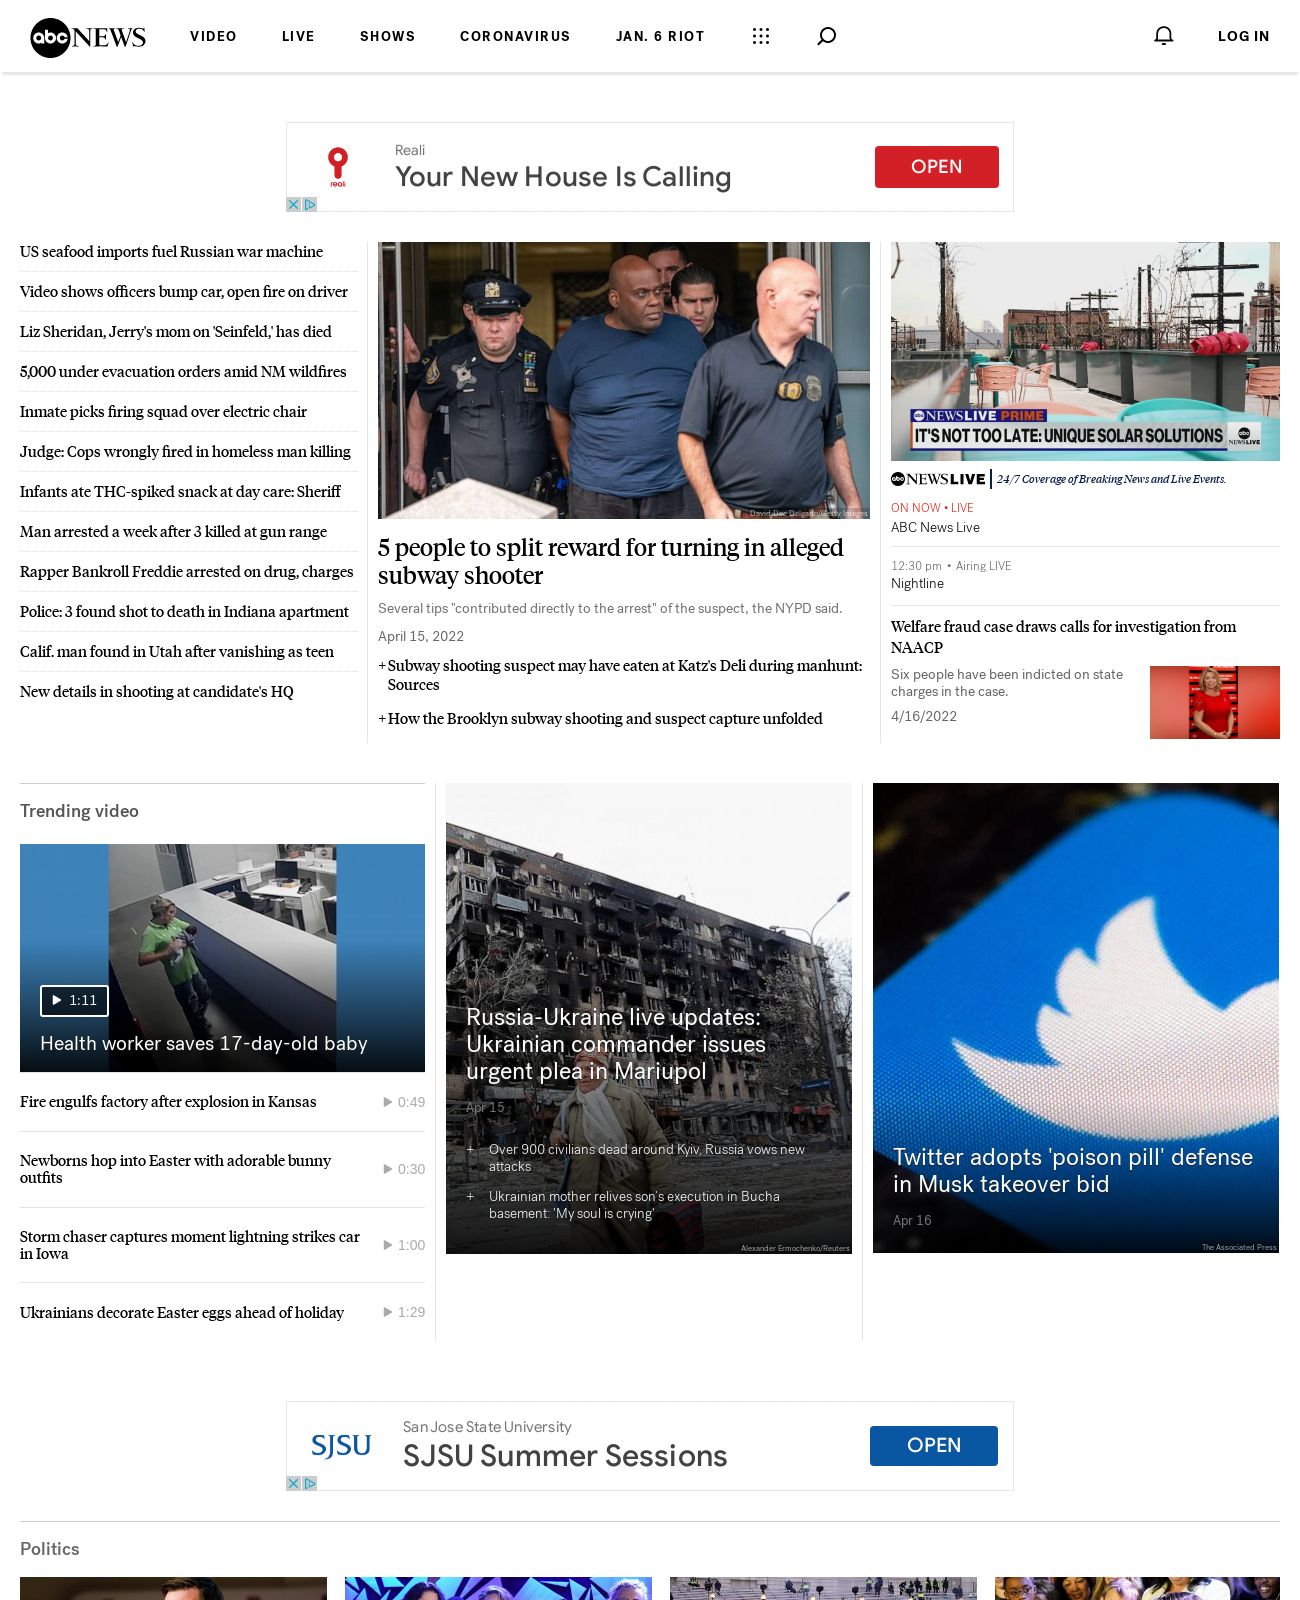 abc NEWS
VIDEO
LIVE
SHOWS
CORONAVIRUS
JAN. 6 RIOT
LOG IN
Reali
Your New House Is Calling
OPEN
reali
US seafood imports fuel Russian war machine
Video shows officers bump car, open fire on driver
Liz Sheridan, Jerry's mom on 'Seinfeld,' has died
5,000 under evacuation orders amid NM wildfires
Inmate picks firing squad over electric chair
Judge: Cops wrongly fired in homeless man killing
Infants ate THC-spiked snack at day care: Sheriff
Man arrested a week after 3 killed at gun range
Rapper Bankroll Freddie arrested on drug, charges
Police: 3 found shot to death in Indiana apartment
Calif. man found in Utah after vanishing as teen
New details in shooting at candidate's HQ
David Dee Delgado/Getty Images
5 people to split reward for turning in alleged
subway shooter
Several tips "contributed directly to the arrest" of the suspect, the NYPD said.
April 15, 2022
+ Subway shooting suspect may have eaten at Katz's Deli during manhunt:
Sources
+ How the Brooklyn subway shooting and suspect capture unfolded
abc NEWS LIVE PRIME
IT'S NOT TOO LATE: UNIQUE SOLAR SOLUTIONS
abc NEWS LIVE
abc NEWS LIVE 24/7 Coverage of Breaking News and Live Events.
ON NOW • LIVE
ABC News Live
12:30 pm • Airing LIVE
Nightline
Welfare fraud case draws calls for investigation from
NAACP
Six people have been indicted on state
charges in the case.
4/16/2022
Trending video
1:11
Health worker saves 17-day-old baby
Fire engulfs factory after explosion in Kansas
0:49
Newborns hop into Easter with adorable bunny
outfits
0:30
Storm chaser captures moment lightning strikes car
in Iowa
1:00
Ukrainians decorate Easter eggs ahead of holiday
1:29
Russia-Ukraine live updates:
Ukrainian commander issues
urgent plea in Mariupol
Apr 15
+ Over 900 civilians dead around Kyiv, Russia vows new
attacks
+ Ukrainian mother relives son's execution in Bucha
basement: 'My soul is crying'
Alexander Ermochenko/Reuters
Twitter adopts 'poison pill' defense
in Musk takeover bid
Apr 16
The Associated Press
SJSU
San Jose State University
SJSU Summer Sessions
OPEN
Politics